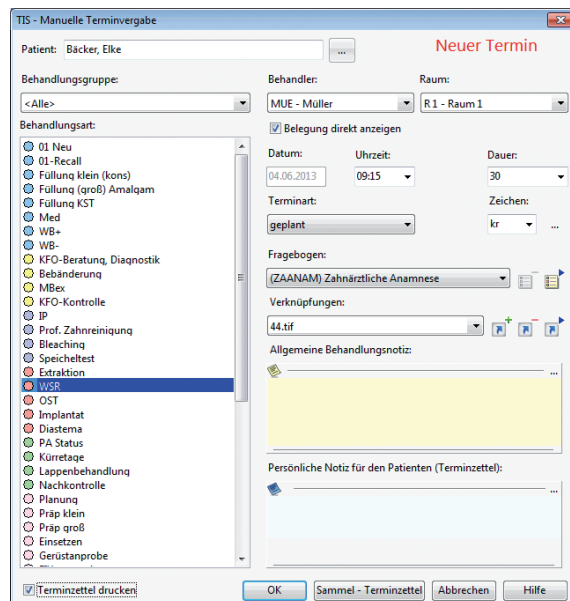 TIS - Manuelle Terminvergabe
Patient: Bäcker, Elke ... Neuer Termin
Behandlungsgruppe: Behandler: Raum:
<Alle> MUE - Müller R 1 - Raum 1
Behandlungsart: Belegung direkt anzeigen
01 Neu
01-Recall
Füllung klein (kons)
Füllung (groß) Amalgam
Füllung KST
Med
WB+
WB-
KFO-Beratung, Diagnostik
Bebänderung
MBex
KFO-Kontrolle
IP
Prof. Zahnreinigung
Bleaching
Speicheltest
Extraktion
WSR
OST
Implantat
Diastema
PA Status
Kürretage
Lappenbehandlung
Nachkontrolle
Planung
Präp klein
Präp groß
Einsetzen
Gerüstanprobe
Datum: Uhrzeit: Dauer:
04.06.2013 09:15 30
Terminart: Zeichen:
geplant kr ...
Fragebogen:
(ZAANAM) Zahnärztliche Anamnese
Verknüpfungen:
44.tif
Allgemeine Behandlungsnotiz:
...
Persönliche Notiz für den Patienten (Terminzettel):
...
Terminzettel drucken OK Sammel - Terminzettel Abbrechen Hilfe